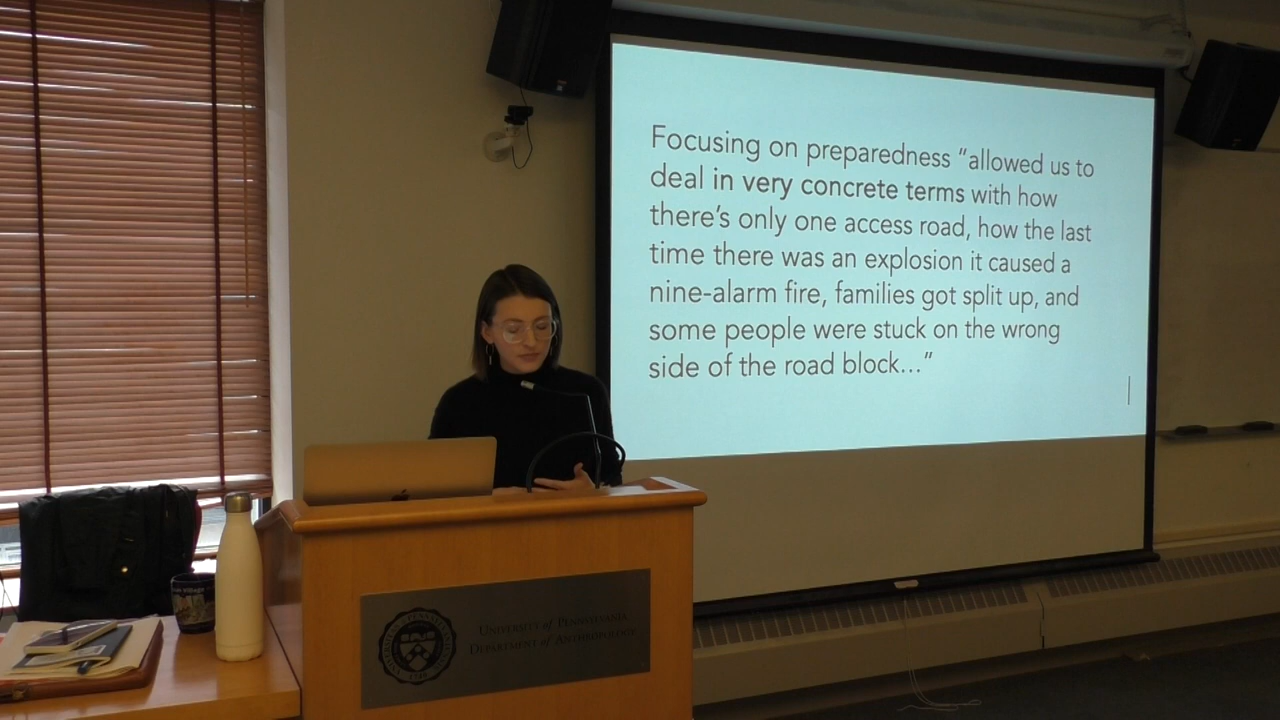 Focusing on preparedness “allowed us to
deal in very concrete terms with how
there’s only one access road, how the last
time there was an explosion it caused a
nine-alarm fire, families got split up, and
some people were stuck on the wrong
side of the road block...”
University of Pennsylvania
Department of Anthropology